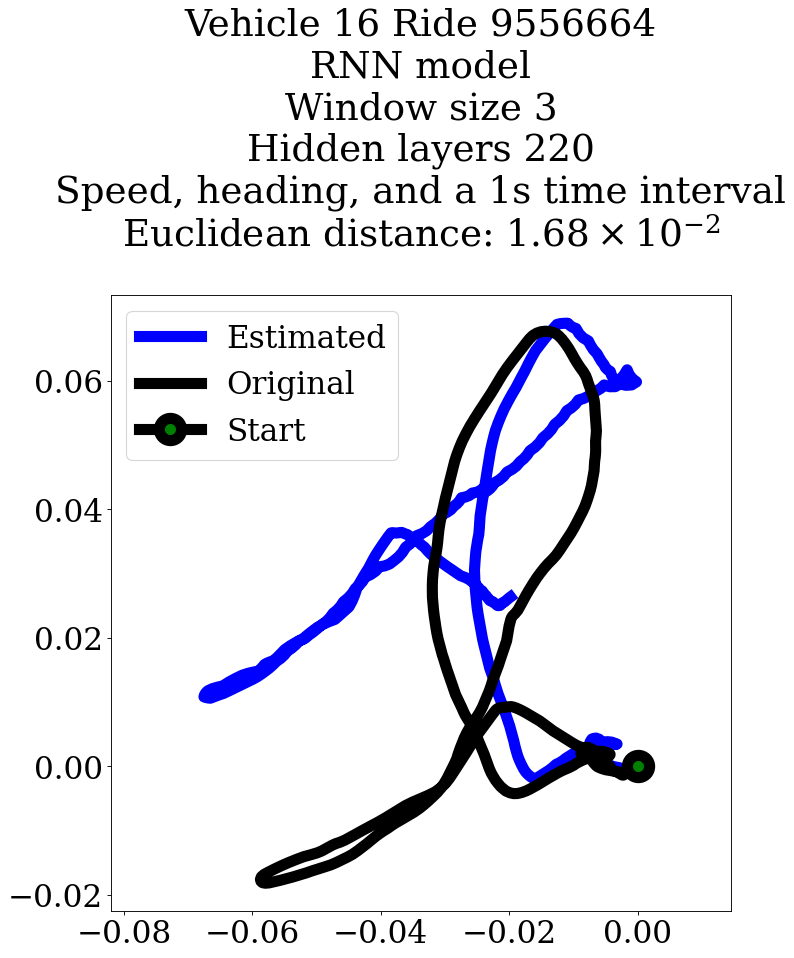 Vehicle 16 Ride 9556664
RNN model
Window size 3
Hidden layers 220
Speed, heading, and a 1s time interval
Euclidean distance: 1.68 × 10⁻²
Estimated
Original
Start
0.06
0.04
0.02
0.00
−0.02
−0.08 −0.06 −0.04 −0.02 0.00